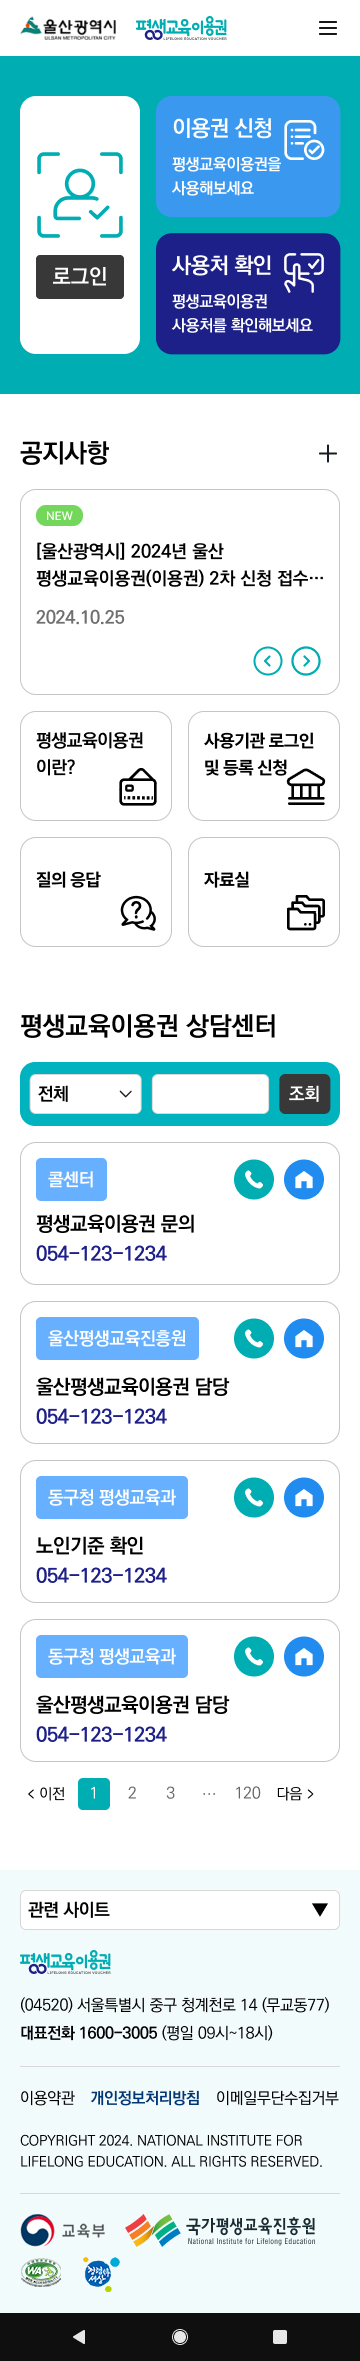 울산광역시 평생교육이용권
ULSAN METROPOLITAN CITY LIFELONG EDUCATION VOUCHER
로그인
이용권 신청
평생교육이용권을
사용해보세요
사용처 확인
평생교육이용권
사용처를 확인해보세요
공지사항
NEW
[울산광역시] 2024년 울산
평생교육이용권(이용권) 2차 신청 접수…
2024.10.25
평생교육이용권
이란?
사용기관 로그인
및 등록 신청
질의 응답
자료실
평생교육이용권 상담센터
전체 조회
콜센터
평생교육이용권 문의
054-123-1234
울산평생교육진흥원
울산평생교육이용권 담당
054-123-1234
동구청 평생교육과
노인기준 확인
054-123-1234
동구청 평생교육과
울산평생교육이용권 담당
054-123-1234
< 이전 1 2 3 … 120 다음 >
관련 사이트 ▼
평생교육이용권
LIFELONG EDUCATION VOUCHER
(04520) 서울특별시 중구 청계천로 14 (무교동77)
대표전화 1600-3005 (평일 09시~18시)
이용약관 개인정보처리방침 이메일무단수집거부
COPYRIGHT 2024. NATIONAL INSTITUTE FOR
LIFELONG EDUCATION. ALL RIGHTS RESERVED.
교육부 국가평생교육진흥원
National Institute for Lifelong Education
WA